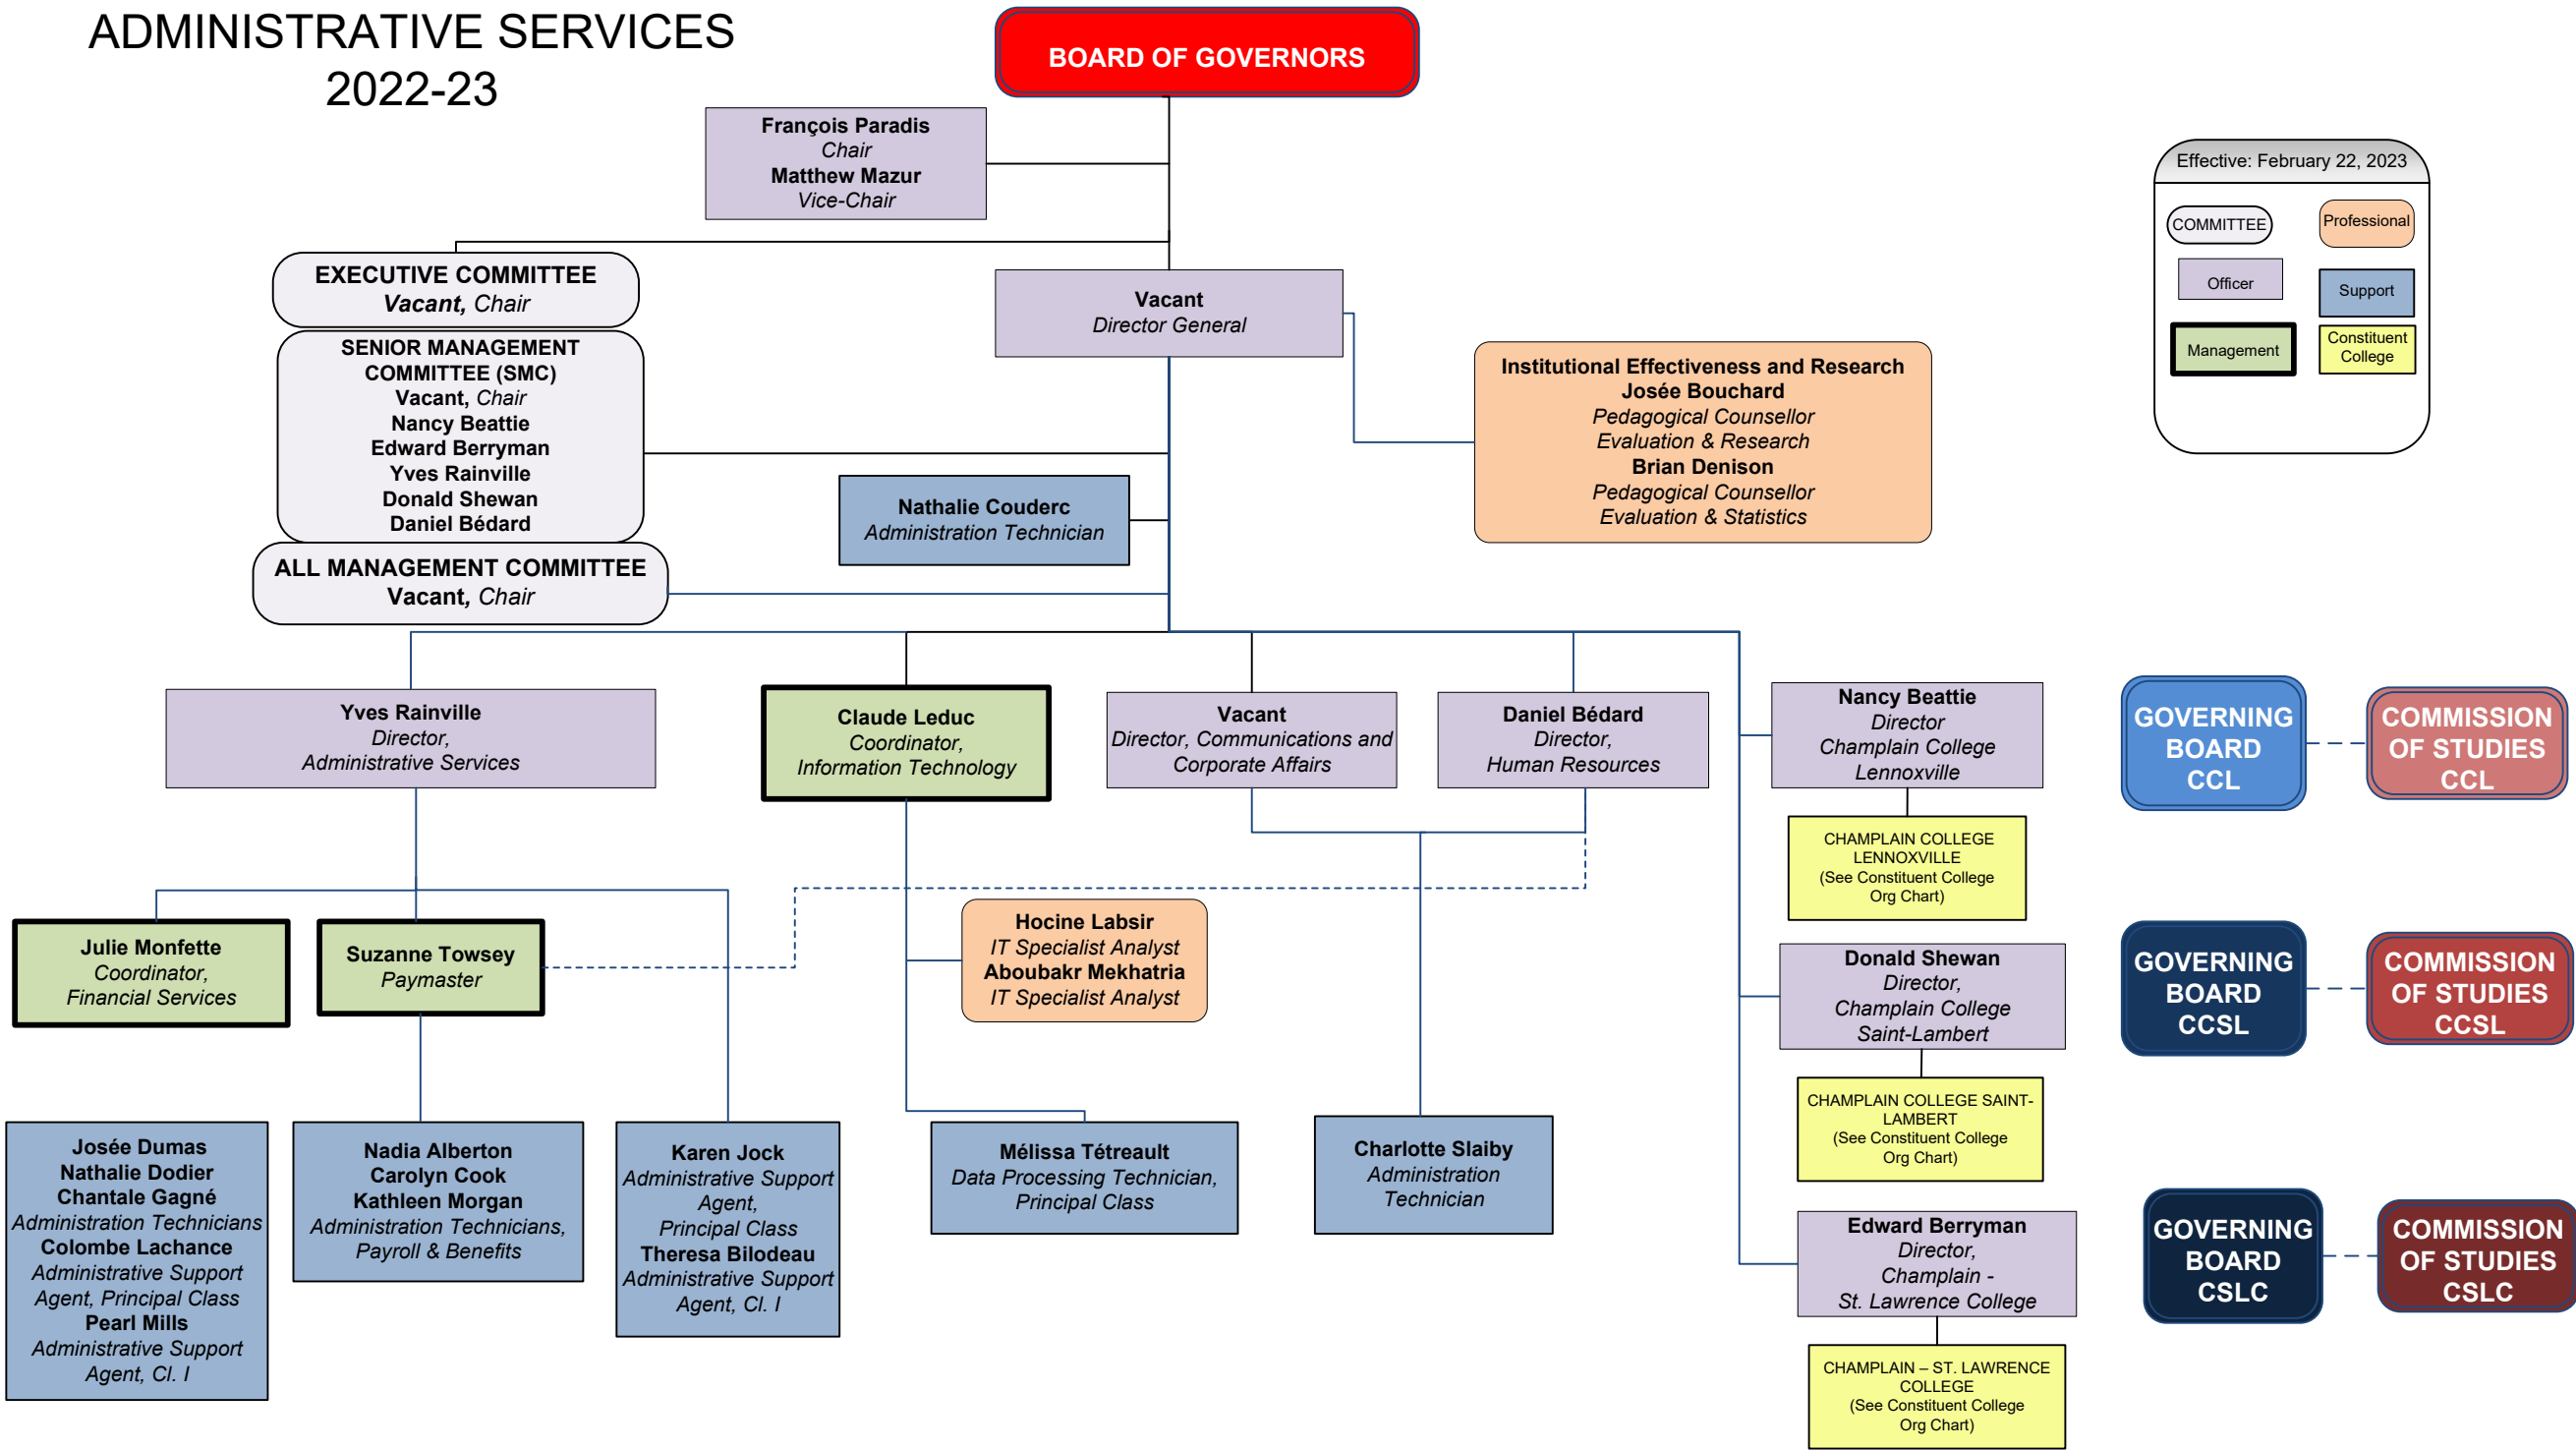 ADMINISTRATIVE SERVICES
2022-23
BOARD OF GOVERNORS
François Paradis
Chair
Matthew Mazur
Vice-Chair
Effective: February 22, 2023
COMMITTEE
Professional
Officer
Support
Management
Constituent
College
EXECUTIVE COMMITTEE
Vacant, Chair
Vacant
Director General
SENIOR MANAGEMENT
COMMITTEE (SMC)
Vacant, Chair
Nancy Beattie
Edward Berryman
Yves Rainville
Donald Shewan
Daniel Bédard
Institutional Effectiveness and Research
Josée Bouchard
Pedagogical Counsellor
Evaluation & Research
Brian Denison
Pedagogical Counsellor
Evaluation & Statistics
Nathalie Couderc
Administration Technician
ALL MANAGEMENT COMMITTEE
Vacant, Chair
Yves Rainville
Director,
Administrative Services
Claude Leduc
Coordinator,
Information Technology
Vacant
Director, Communications and
Corporate Affairs
Daniel Bédard
Director,
Human Resources
Nancy Beattie
Director
Champlain College
Lennoxville
GOVERNING
BOARD
CCL
COMMISSION
OF STUDIES
CCL
CHAMPLAIN COLLEGE
LENNOXVILLE
(See Constituent College
Org Chart)
Julie Monfette
Coordinator,
Financial Services
Suzanne Towsey
Paymaster
Hocine Labsir
IT Specialist Analyst
Aboubakr Mekhatria
IT Specialist Analyst
Donald Shewan
Director,
Champlain College
Saint-Lambert
GOVERNING
BOARD
CCSL
COMMISSION
OF STUDIES
CCSL
CHAMPLAIN COLLEGE SAINT-
LAMBERT
(See Constituent College
Org Chart)
Josée Dumas
Nathalie Dodier
Chantale Gagné
Administration Technicians
Colombe Lachance
Administrative Support
Agent, Principal Class
Pearl Mills
Administrative Support
Agent, Cl. I
Nadia Alberton
Carolyn Cook
Kathleen Morgan
Administration Technicians,
Payroll & Benefits
Karen Jock
Administrative Support
Agent,
Principal Class
Theresa Bilodeau
Administrative Support
Agent, Cl. I
Mélissa Tétreault
Data Processing Technician,
Principal Class
Charlotte Slaiby
Administration
Technician
Edward Berryman
Director,
Champlain -
St. Lawrence College
GOVERNING
BOARD
CSLC
COMMISSION
OF STUDIES
CSLC
CHAMPLAIN – ST. LAWRENCE
COLLEGE
(See Constituent College
Org Chart)